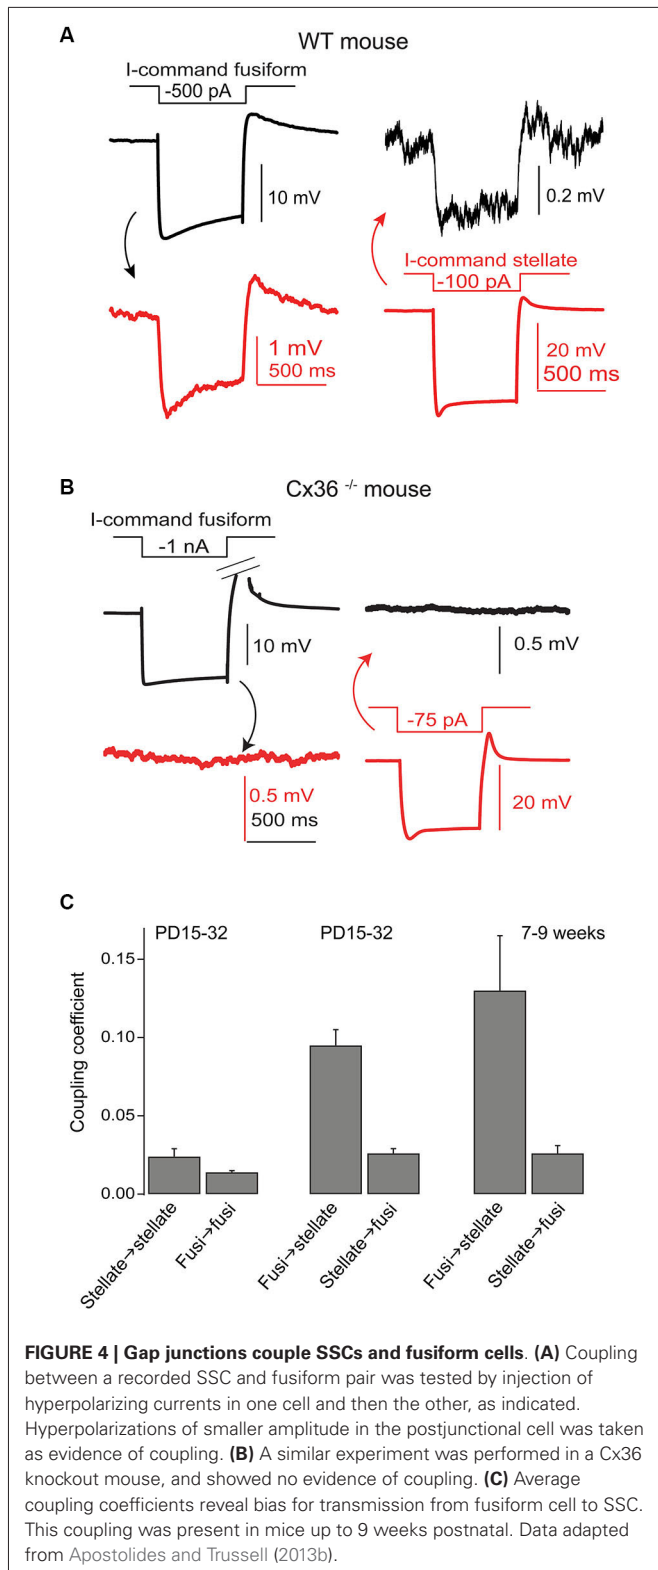 A
WT mouse
I-command fusiform
-500 pA
10 mV
0.2 mV
I-command stellate
-100 pA
1 mV
500 ms
20 mV
500 ms
B
Cx36 -/- mouse
I-command fusiform
-1 nA
10 mV
0.5 mV
-75 pA
0.5 mV
500 ms
20 mV
C
PD15-32 PD15-32 7-9 weeks
Coupling coefficient
0.15
0.10
0.05
0.00
Stellate→stellate
Fusi→fusi
Fusi→stellate
Stellate→fusi
Fusi→stellate
Stellate→fusi
FIGURE 4 | Gap junctions couple SSCs and fusiform cells. (A) Coupling
between a recorded SSC and fusiform pair was tested by injection of
hyperpolarizing currents in one cell and then the other, as indicated.
Hyperpolarizations of smaller amplitude in the postjunctional cell was taken
as evidence of coupling. (B) A similar experiment was performed in a Cx36
knockout mouse, and showed no evidence of coupling. (C) Average
coupling coefficients reveal bias for transmission from fusiform cell to SSC.
This coupling was present in mice up to 9 weeks postnatal. Data adapted
from Apostolides and Trussell (2013b).